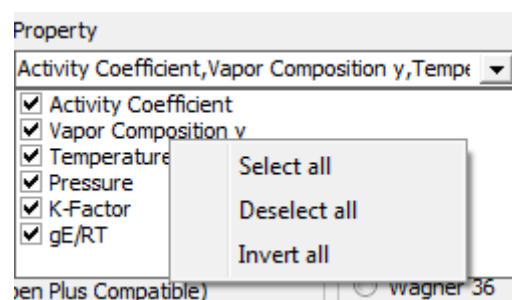 Property
Activity Coefficient,Vapor Composition y,Tempe
Activity Coefficient
Vapor Composition y
Temperature
Pressure
K-Factor
gE/RT
Select all
Deselect all
Invert all
pen Plus Compatible)
Wagner 36